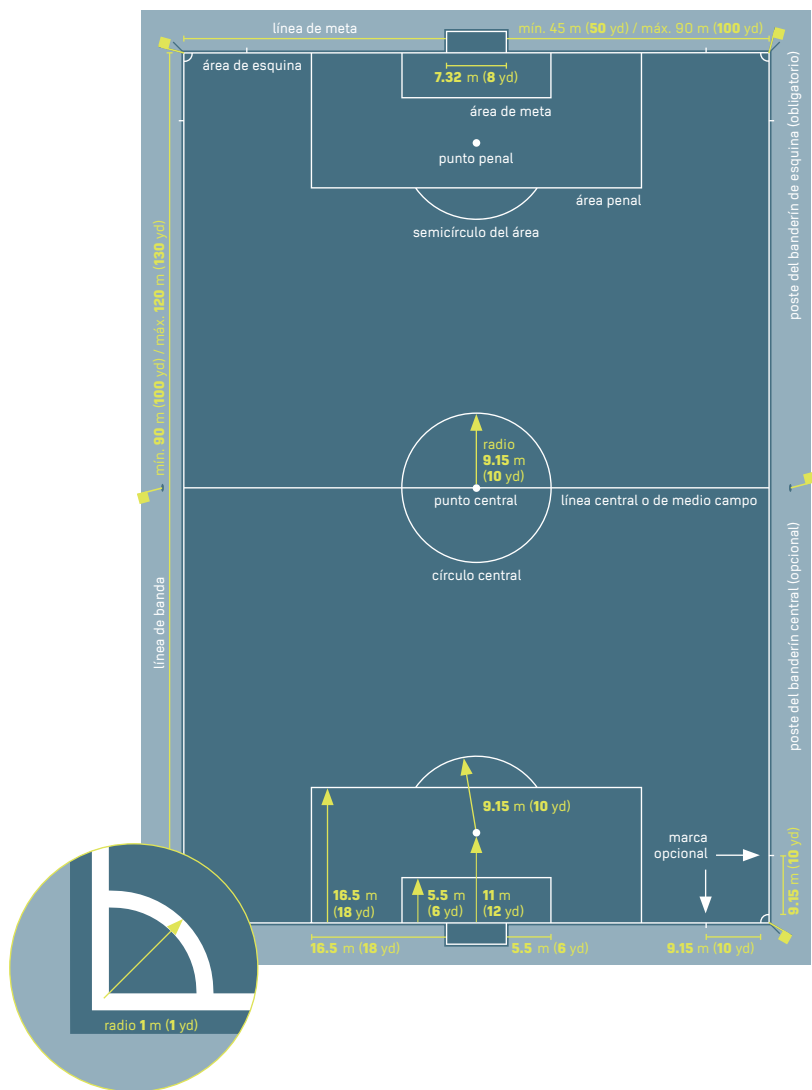 línea de meta
mín. 45 m (50 yd) / máx. 90 m (100 yd)
área de esquina
7.32 m (8 yd)
área de meta
punto penal
área penal
semicírculo del área
poste del banderín de esquina (obligatorio)
mín. 90 m (100 yd) / máx. 120 m (130 yd)
radio
9.15 m
(10 yd)
punto central
línea central o de medio campo
círculo central
línea de banda
poste del banderín central (opcional)
9.15 m (10 yd)
marca
opcional
9.15 m (10 yd)
16.5 m
(18 yd)
5.5 m
(6 yd)
11 m
(12 yd)
16.5 m (18 yd)
5.5 m (6 yd)
9.15 m (10 yd)
radio 1 m (1 yd)